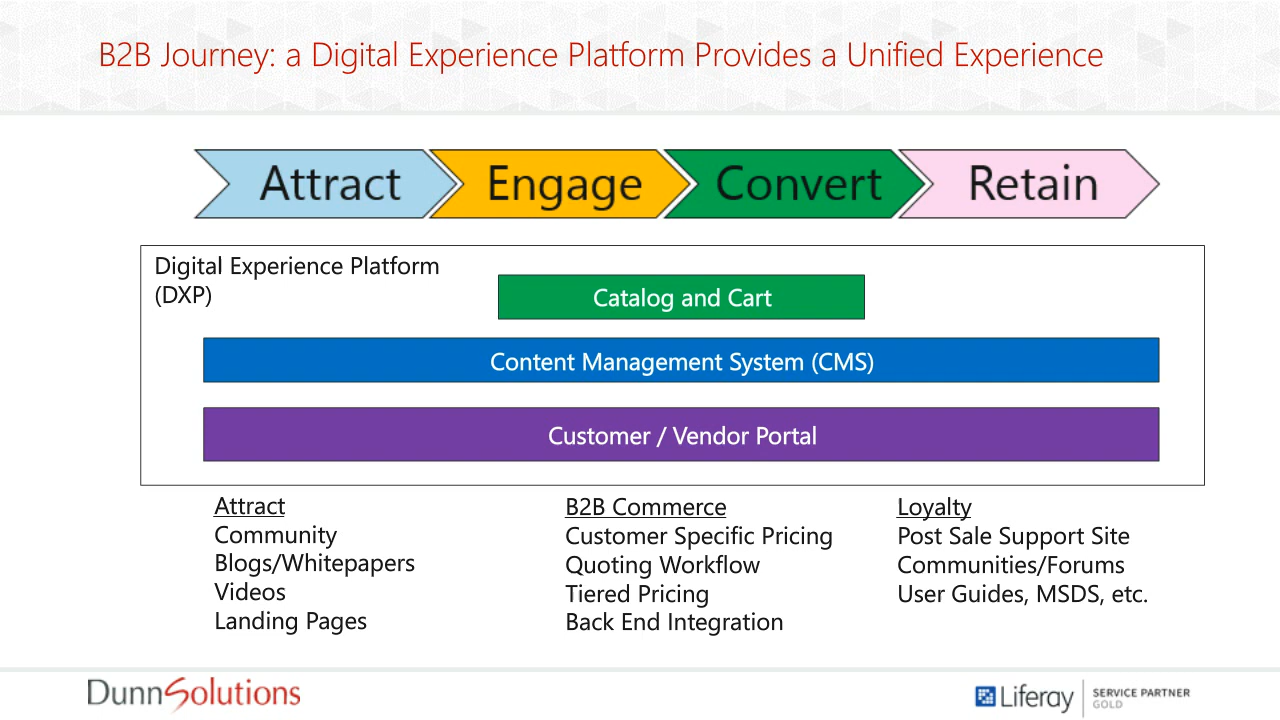 B2B Journey: a Digital Experience Platform Provides a Unified Experience
Attract
Engage
Convert
Retain
Digital Experience Platform
(DXP)
Catalog and Cart
Content Management System (CMS)
Customer / Vendor Portal
Attract
Community
Blogs/Whitepapers
Videos
Landing Pages
B2B Commerce
Customer Specific Pricing
Quoting Workflow
Tiered Pricing
Back End Integration
Loyalty
Post Sale Support Site
Communities/Forums
User Guides, MSDS, etc.
DunnSolutions
Liferay
SERVICE PARTNER
GOLD